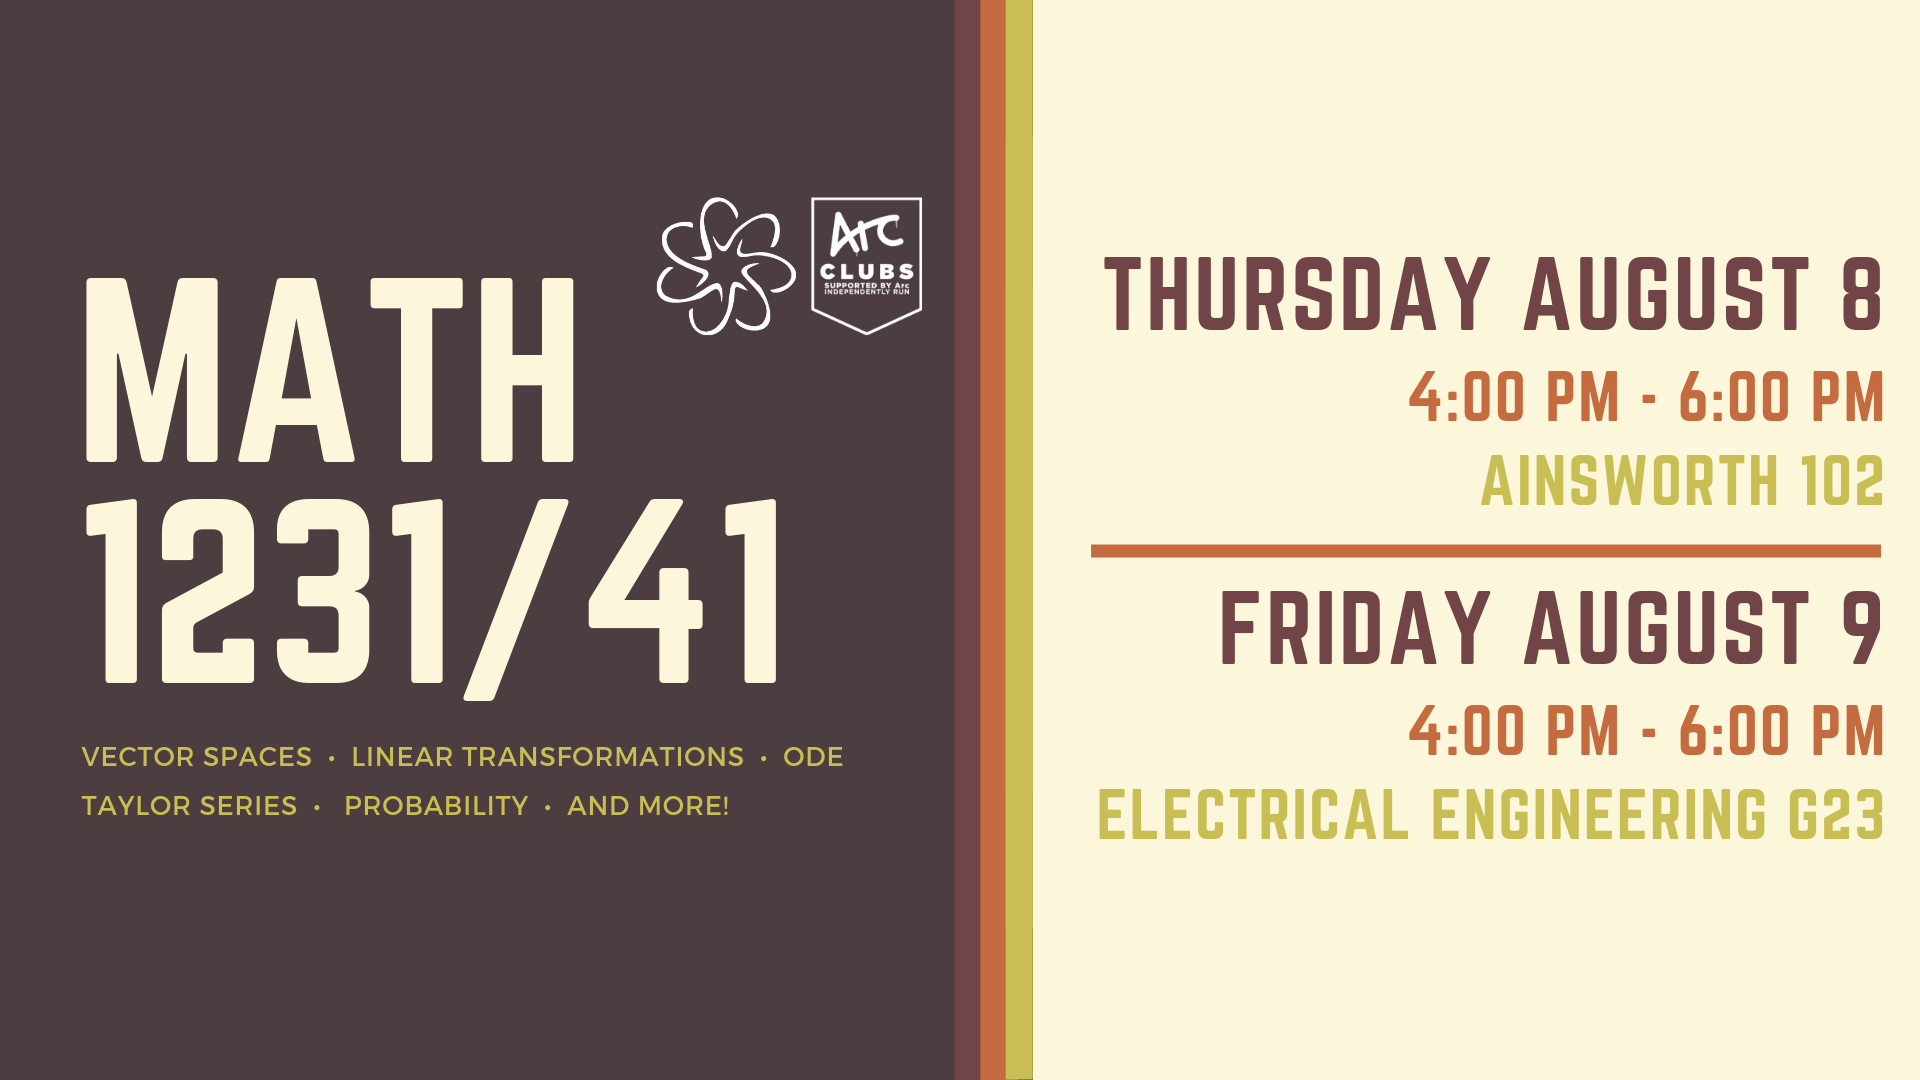 MATH
1231/41
VECTOR SPACES • LINEAR TRANSFORMATIONS • ODE
TAYLOR SERIES • PROBABILITY • AND MORE!
Arc
CLUBS
SUPPORTED BY Arc
INDEPENDENTLY RUN
THURSDAY AUGUST 8
4:00 PM - 6:00 PM
AINSWORTH 102
FRIDAY AUGUST 9
4:00 PM - 6:00 PM
ELECTRICAL ENGINEERING G23